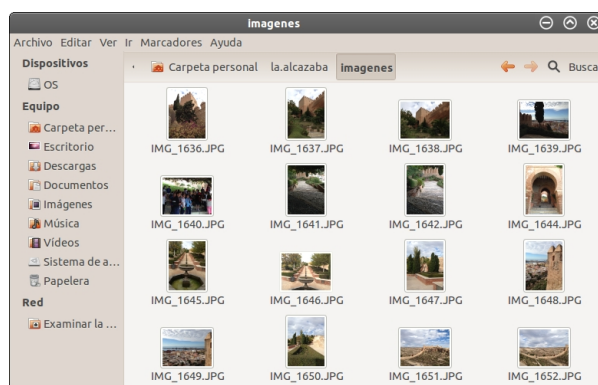 imagenes
Archivo Editar Ver Ir Marcadores Ayuda
Dispositivos
OS
Equipo
Carpeta per...
Escritorio
Descargas
Documentos
Imágenes
Música
Vídeos
Sistema de a...
Papelera
Red
Examinar la ...
Carpeta personal la.alcazaba imagenes Busca
IMG_1636.JPG IMG_1637.JPG IMG_1638.JPG IMG_1639.JPG
IMG_1640.JPG IMG_1641.JPG IMG_1642.JPG IMG_1644.JPG
IMG_1645.JPG IMG_1646.JPG IMG_1647.JPG IMG_1648.JPG
IMG_1649.JPG IMG_1650.JPG IMG_1651.JPG IMG_1652.JPG